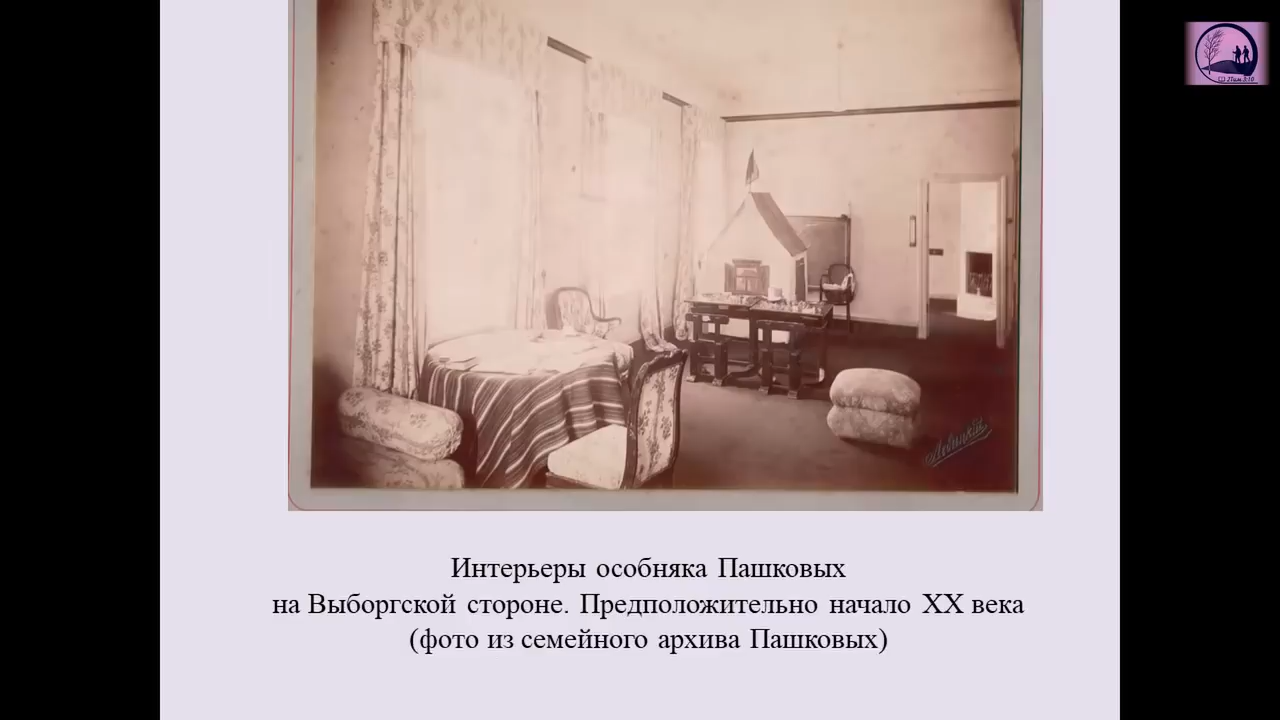 Интерьеры особняка Пашковых
на Выборгской стороне. Предположительно начало XX века
(фото из семейного архива Пашковых)